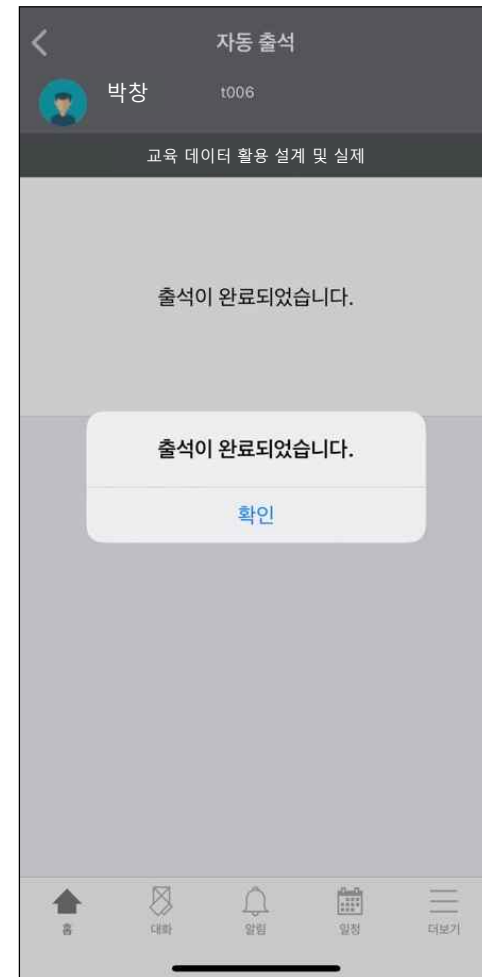 자동 출석
박창 t006
교육 데이터 활용 설계 및 실제
출석이 완료되었습니다.
출석이 완료되었습니다.
확인
홈 대화 알림 일정 더보기